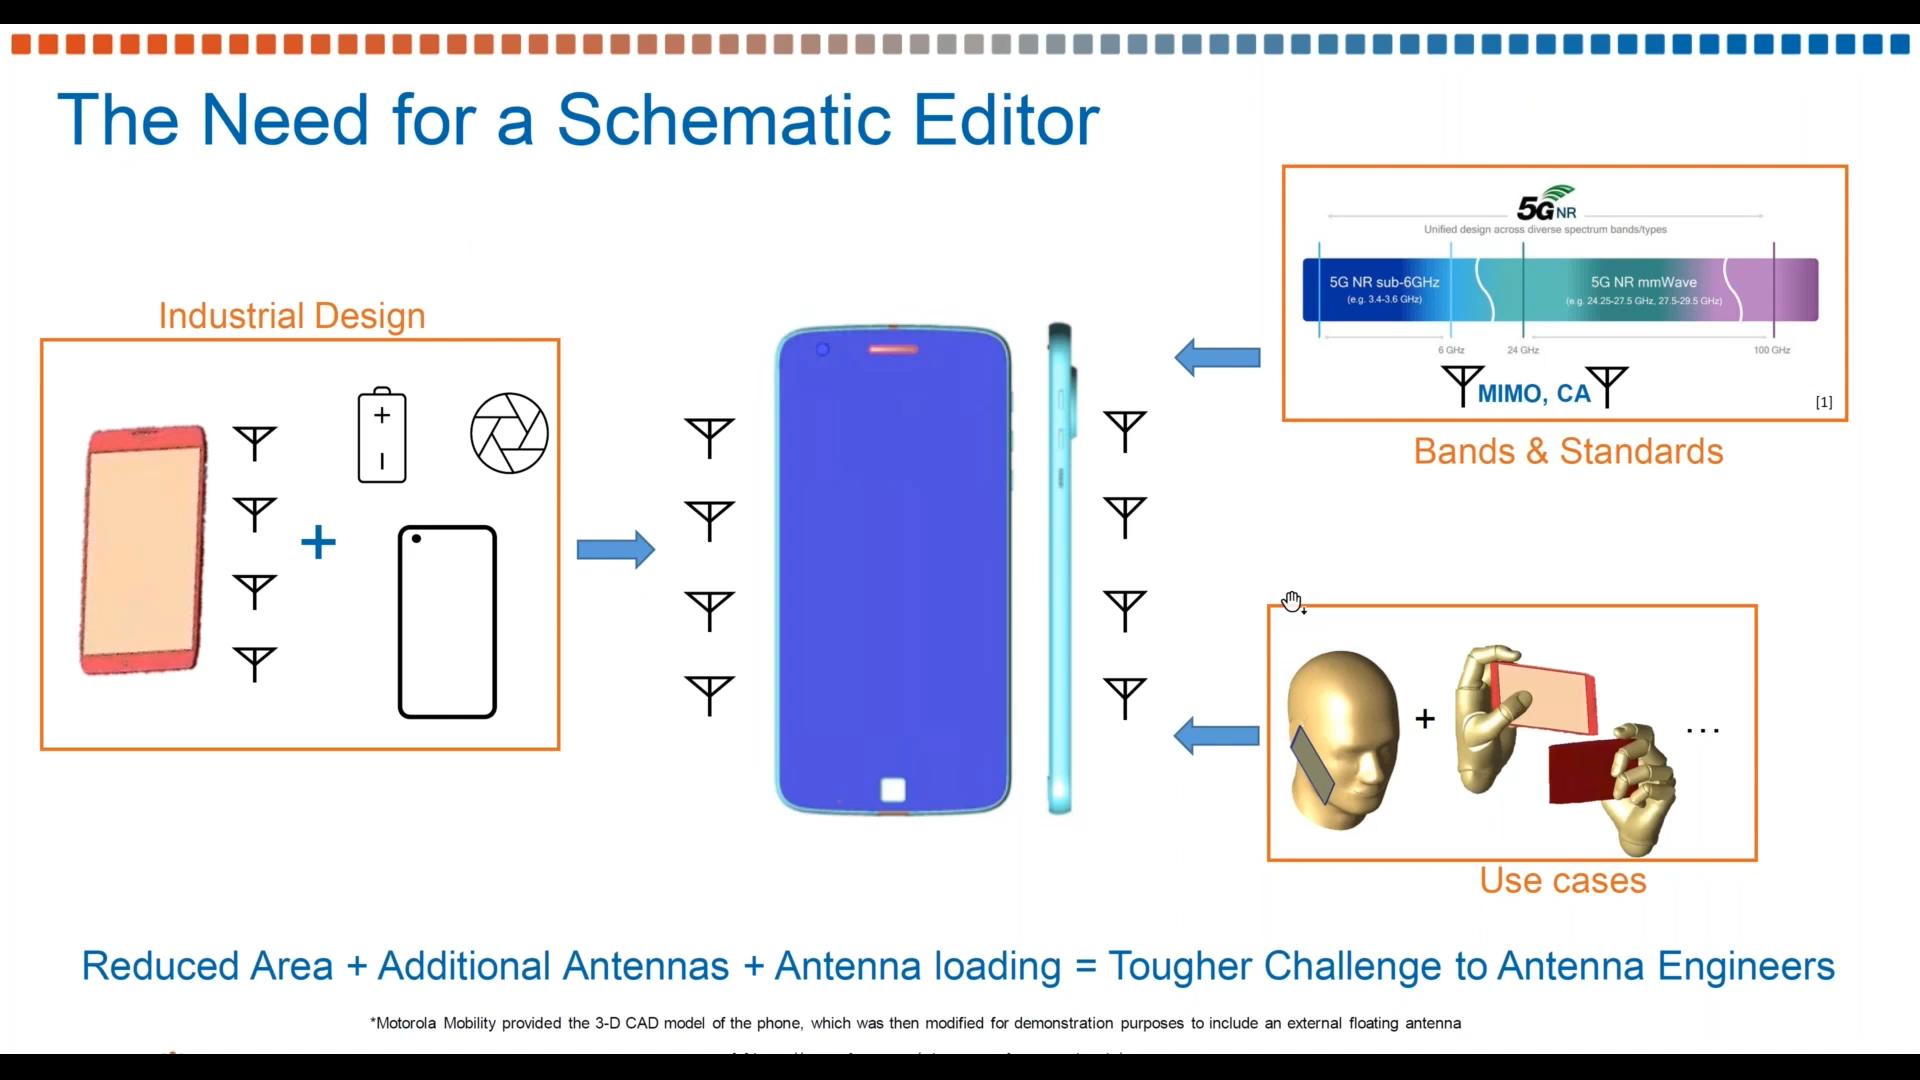 The Need for a Schematic Editor
5G NR
Unified design across diverse spectrum bands/types
5G NR sub-6GHz
(e.g. 3.4-3.6 GHz)
5G NR mmWave
(e.g. 24.25-27.5 GHz, 27.5-29.5 GHz)
6 GHz
24 GHz
100 GHz
MIMO, CA
[1]
Bands & Standards
Industrial Design
+
+
...
Use cases
Reduced Area + Additional Antennas + Antenna loading = Tougher Challenge to Antenna Engineers
*Motorola Mobility provided the 3-D CAD model of the phone, which was then modified for demonstration purposes to include an external floating antenna